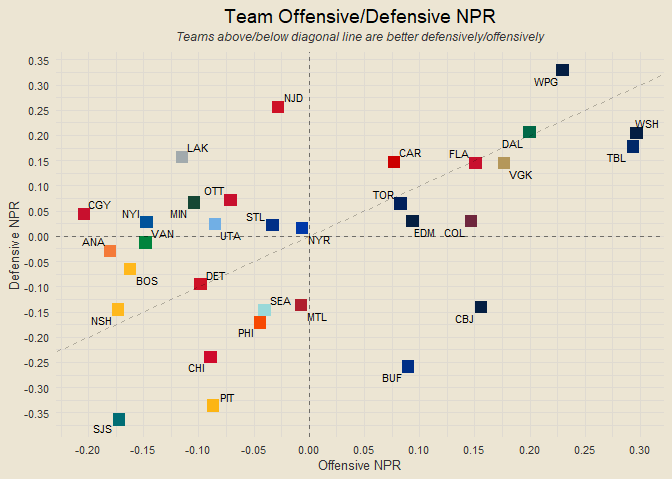 Team Offensive/Defensive NPR
Teams above/below diagonal line are better defensively/offensively
0.35
WPG
0.30
NJD
0.25
WSH
0.20
LAK
DAL
TBL
0.15
CAR
FLA
VGK
0.10
OTT
TOR
CGY
0.05
NYI
MIN
STL
EDM
COL
0.00
ANA
VAN
UTA
NYR
-0.05
BOS
-0.10
DET
SEA
-0.15
NSH
PHI
MTL
CBJ
-0.20
-0.25
CHI
BUF
-0.30
PIT
-0.35
SJS
Defensive NPR
-0.20 -0.15 -0.10 -0.05 0.00 0.05 0.10 0.15 0.20 0.25 0.30
Offensive NPR